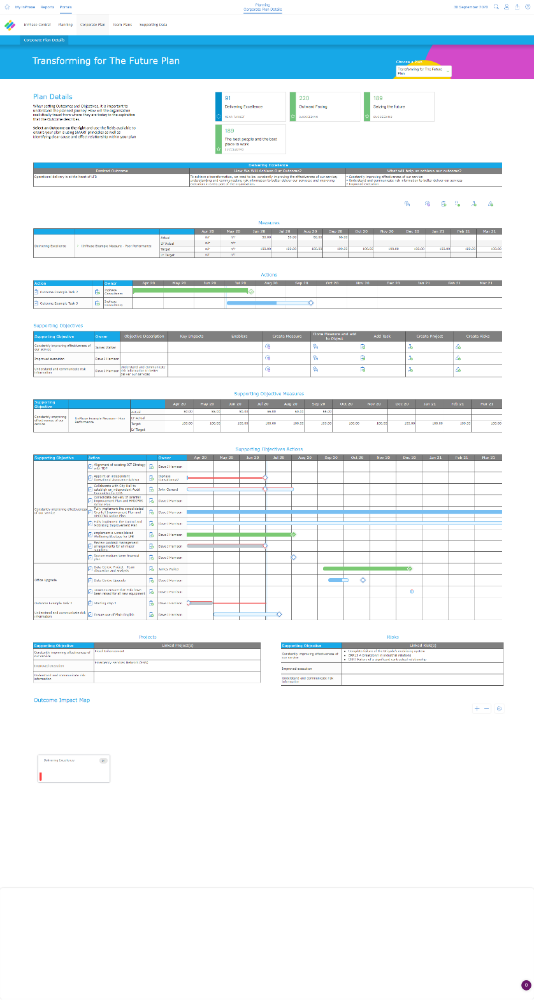 My InPhase Reports Portals
Planning
Corporate Plan Details
30 September 2020
InPhase Central Planning Corporate Plan Team Plans Supporting Data
Corporate Plan Details
Transforming for The Future Plan
Choose a Plan
Transforming for The Future
Plan
Plan Details
When setting Outcomes and Objectives, it is important to
understand the planned journey. How will the organisation
realistically travel from where they are today to the aspiration
that the Outcome describes.
Select an Outcome on the right and use the fields available to
ensure your plan is using SMART principles as well as
identifying clear cause and effect relationship within your plan
91
Delivering Excellence
NEAR TARGET
220
Outward Facing
SUCCEEDING
189
Seizing the future
SUCCEEDING
189
The best people and the best
place to work
SUCCEEDING
Delivering Excellence
Desired Outcome How We Will Achieve Our Outcome? What will help us achieve our outcome?
Operational delivery is at the heart of LFB
To achieve a transformation, we need to be: constantly improving the effectiveness of our service;
understanding and communicating risk information to better deliver our services; and improving
execution in every part of the organisation.
• Constantly improving effectiveness of our service
• Understand and communicate risk information to better deliver our services
• Improved execution
Measures
Apr 20 May 20 Jun 20 Jul 20 Aug 20 Sep 20 Oct 20 Nov 20 Dec 20 Jan 21 Feb 21 Mar 21
Delivering Excellence
InPhase Example Measure - Poor Performance
Actual n/r n/r 50.00 56.00 60.00 66.00
LY Actual n/r n/r
Target n/r n/r 100.00 100.00 100.00 100.00 100.00 100.00 100.00 100.00 100.00 100.00
LY Target n/r n/r
Actions
Action Owner Apr 20 May 20 Jun 20 Jul 20 Aug 20 Sep 20 Oct 20 Nov 20 Dec 20 Jan 21 Feb 21 Mar 21
Outcome Example Task 2 Inphase
Consultancy
Outcome Example Task 3 Inphase
Consultancy
Supporting Objectives
Supporting Objective Owner Objective Description Key Impacts Enablers Create Measure Clone Measure and add
to Object Add Task Create Project Create Risks
Constantly improving effectiveness of
our service James Walker
Improved execution Dave J Harrison
Understand and communicate risk
information Dave J Harrison
Understand and communicate
risk information to better
deliver our services
Supporting Objective Measures
Supporting
Objective Apr 20 May 20 Jun 20 Jul 20 Aug 20 Sep 20 Oct 20 Nov 20 Dec 20 Jan 21 Feb 21 Mar 21
Constantly improving
effectiveness of our
service
InPhase Example Measure - Poor
Performance
Actual 50.00 55.00 50.00 56.00 60.00 66.00
LY Actual
Target 100.00 100.00 100.00 100.00 100.00 100.00 100.00 100.00 100.00 100.00 100.00 100.00
LY Target
Supporting Objectives Actions
Supporting Objective Action Owner Apr 20 May 20 Jun 20 Jul 20 Aug 20 Sep 20 Oct 20 Nov 20 Dec 20 Jan 21 Feb 21 Mar 21
Constantly improving effectiveness
of our service
Alignment of existing ICT Strategy
with TOP Dave J Harrison
Appoint an independent
Operational Assurance Advisor Inphase
Consultancy2
Collaborate with City Hall to
establish an independent Audit
Committee for LFB. John Gerrard
Consolidate delivery of Grenfell
Improvement Plan and HMICFRS
Action Plan Dave J Harrison
Fully implement the consolidated
Grenfell Improvement Plan and
HMICFRS Action Plan Dave J Harrison
Fully implement the Control and
Mobilising Improvement Plan Dave J Harrison
Implement a Consolidated
Wellbeing Strategy for LFB Dave J Harrison
Review contract management
arrangements for all major
suppliers Dave J Harrison
Review medium-term financial
plan Dave J Harrison
Office Upgrade
Data Centre Project - Team
discussion and analysis James Walker
Data Centre Upgrade Dave J Harrison
to ensure that have
been raised for all new equipment Dave J Harrison
Outcome Example Task 2 Starting step 1 Dave J Harrison
Understand and communicate risk
information Ensure use of Plain English Dave J Harrison
Projects
Supporting Objective Linked Project(s)
Constantly improving effectiveness of
our service Flood Enhancement
Improved execution Emergency Services Network (ESN)
Understand and communicate risk
information
Risks
Supporting Objective Linked Risk(s)
Constantly improving effectiveness of
our service
• Complete failure of the Brigade's mobilising system
• CRR13 A breakdown in industrial relations
• Failure of a significant contractual relationship
Improved execution
Understand and communicate risk
information
Outcome Impact Map
Delivering Excellence